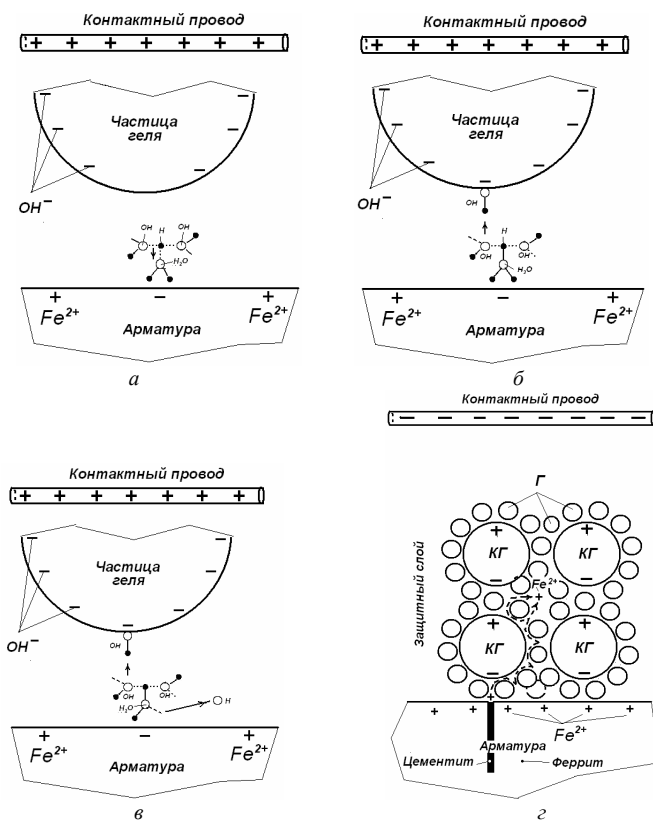 Контактный провод
+ + + + + + +
Частица
геля
OH⁻
OH
H
OH
H₂O
Fe²⁺
Арматура
Fe²⁺
а
Контактный провод
+ + + + + + +
Частица
геля
OH⁻
OH
H
OH
OH
H₂O
Fe²⁺
Арматура
Fe²⁺
б
Контактный провод
+ + + + + + +
Частица
геля
OH⁻
OH
OH
OH
H₂O
H
Fe²⁺
Арматура
Fe²⁺
в
Контактный провод
− − − − − − − −
Г
Защитный слой
КГ
КГ
Fe²⁺
КГ
КГ
Fe²⁺
Арматура
Цементит
Феррит
г